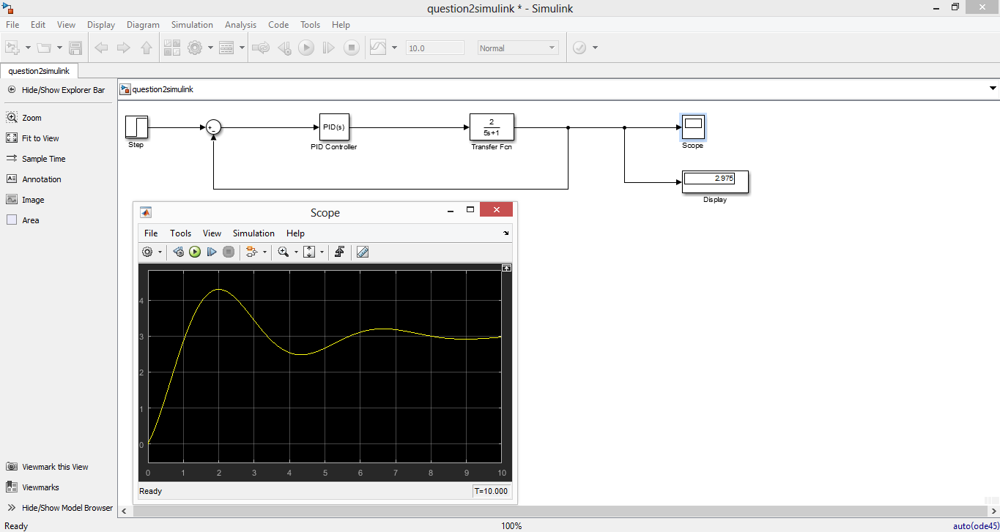 question2simulink * - Simulink
File Edit View Display Diagram Simulation Analysis Code Tools Help
10.0 Normal
question2simulink
Hide/Show Explorer Bar
question2simulink
Zoom
Fit to View
Sample Time
Annotation
Image
Area
Step
+
-
PID(s)
PID Controller
2
5s+1
Transfer Fcn
Scope
2.975
Display
Scope
File Tools View Simulation Help
4
3
2
1
0
0 1 2 3 4 5 6 7 8 9 10
Ready T=10.000
Viewmark this View
Viewmarks
Hide/Show Model Browser
Ready 100% auto(ode45)